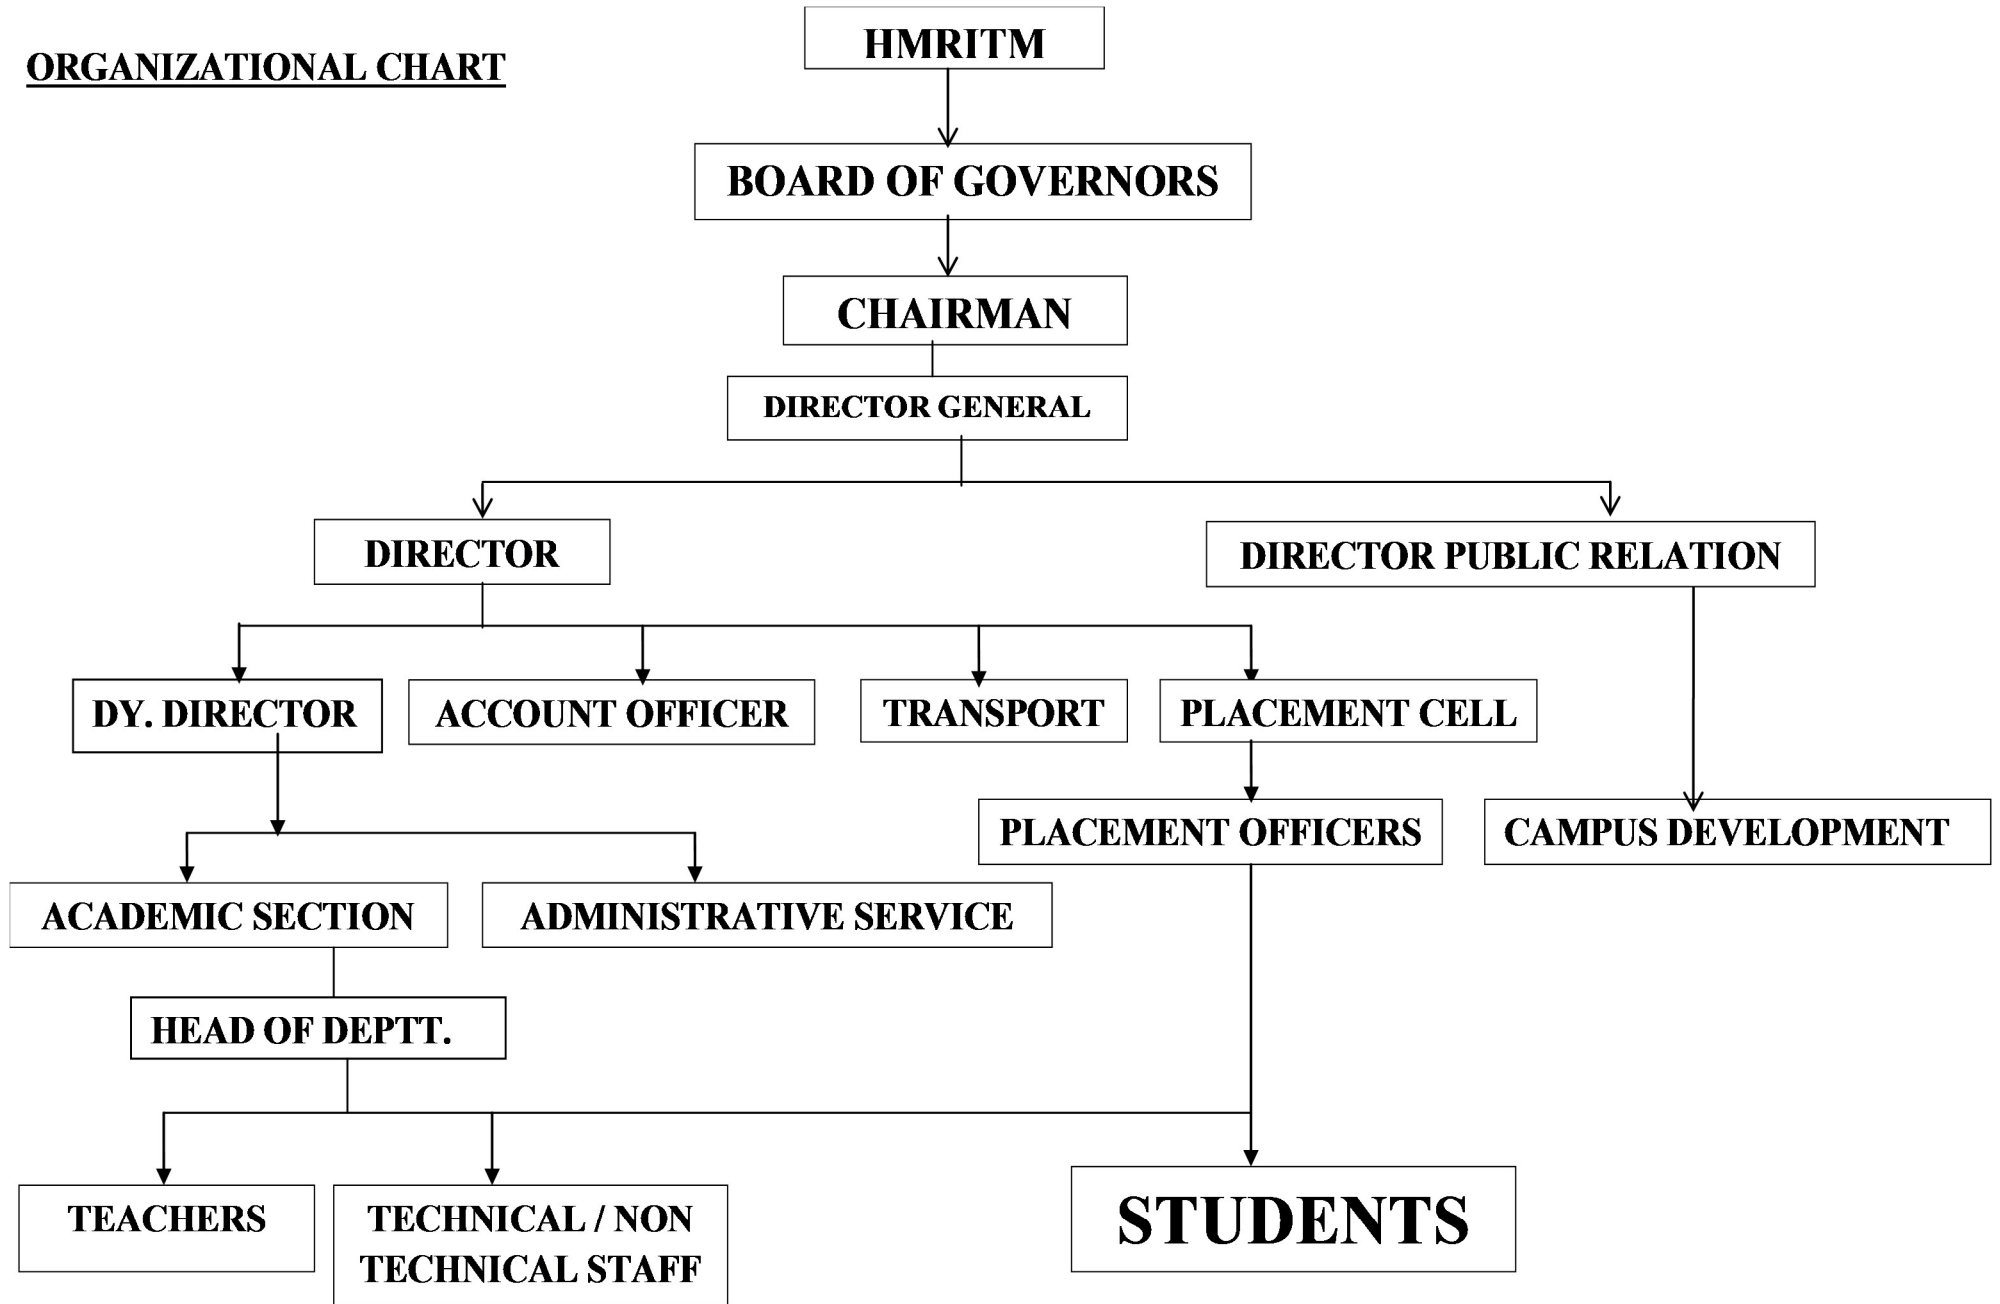 HMRITM
ORGANIZATIONAL CHART
BOARD OF GOVERNORS
CHAIRMAN
DIRECTOR GENERAL
DIRECTOR
DIRECTOR PUBLIC RELATION
DY. DIRECTOR
ACCOUNT OFFICER
TRANSPORT
PLACEMENT CELL
PLACEMENT OFFICERS
CAMPUS DEVELOPMENT
ACADEMIC SECTION
ADMINISTRATIVE SERVICE
HEAD OF DEPTT.
TEACHERS
TECHNICAL / NON
TECHNICAL STAFF
STUDENTS